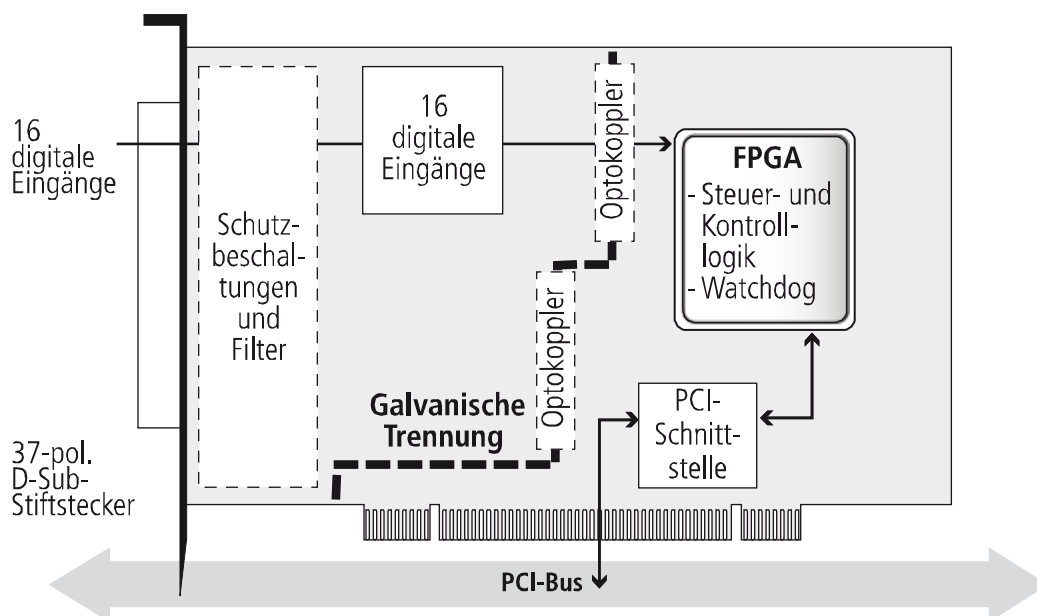 16
digitale
Eingänge
37-pol.
D-Sub-
Stiftstecker
Schutz-
beschal-
tungen
und
Filter
16
digitale
Eingänge
Optokoppler
Optokoppler
Galvanische
Trennung
FPGA
- Steuer- und
Kontroll-
logik
- Watchdog
PCI-
Schnitt-
stelle
PCI-Bus